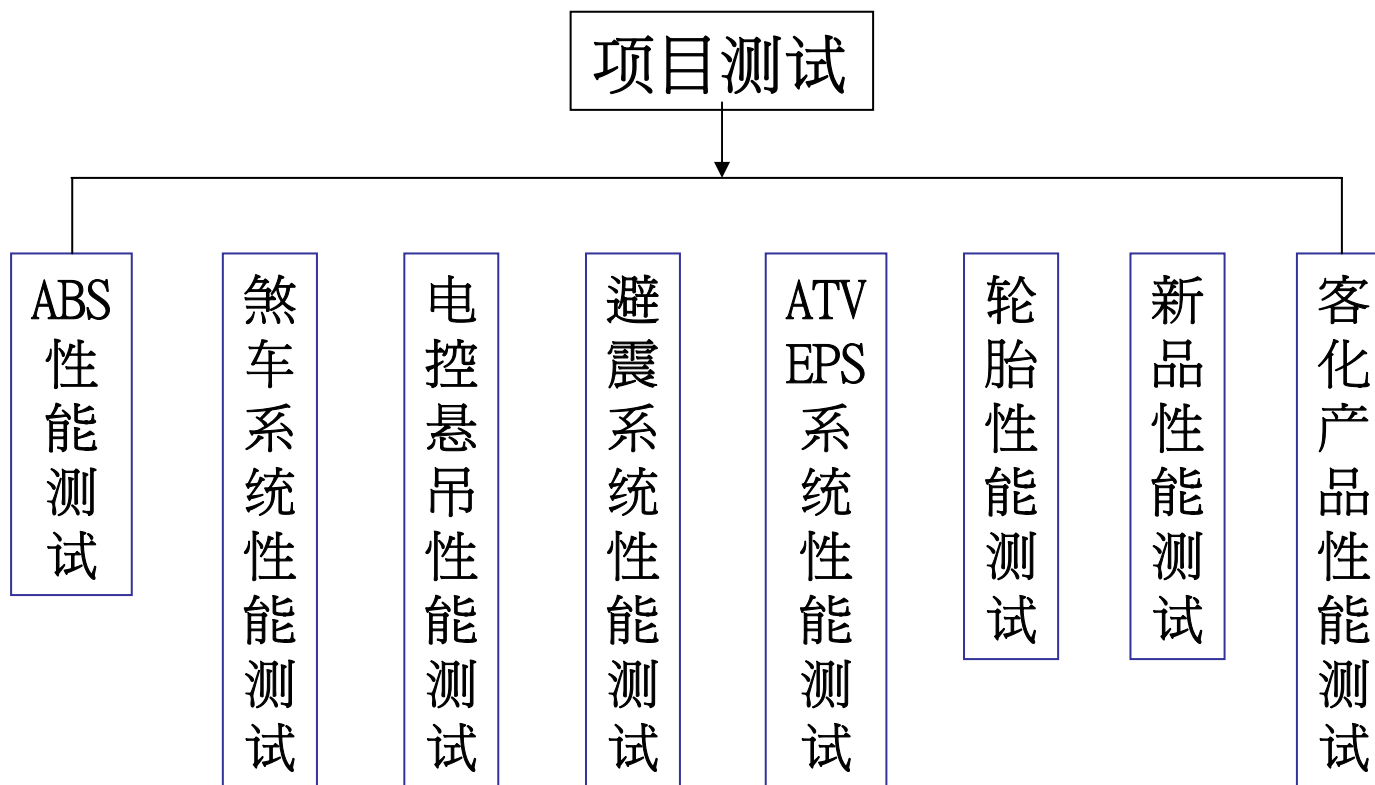 项目测试
ABS性能测试
煞车系统性能测试
电控悬吊性能测试
避震系统性能测试
ATV EPS系统性能测试
轮胎性能测试
新品性能测试
客化产品性能测试